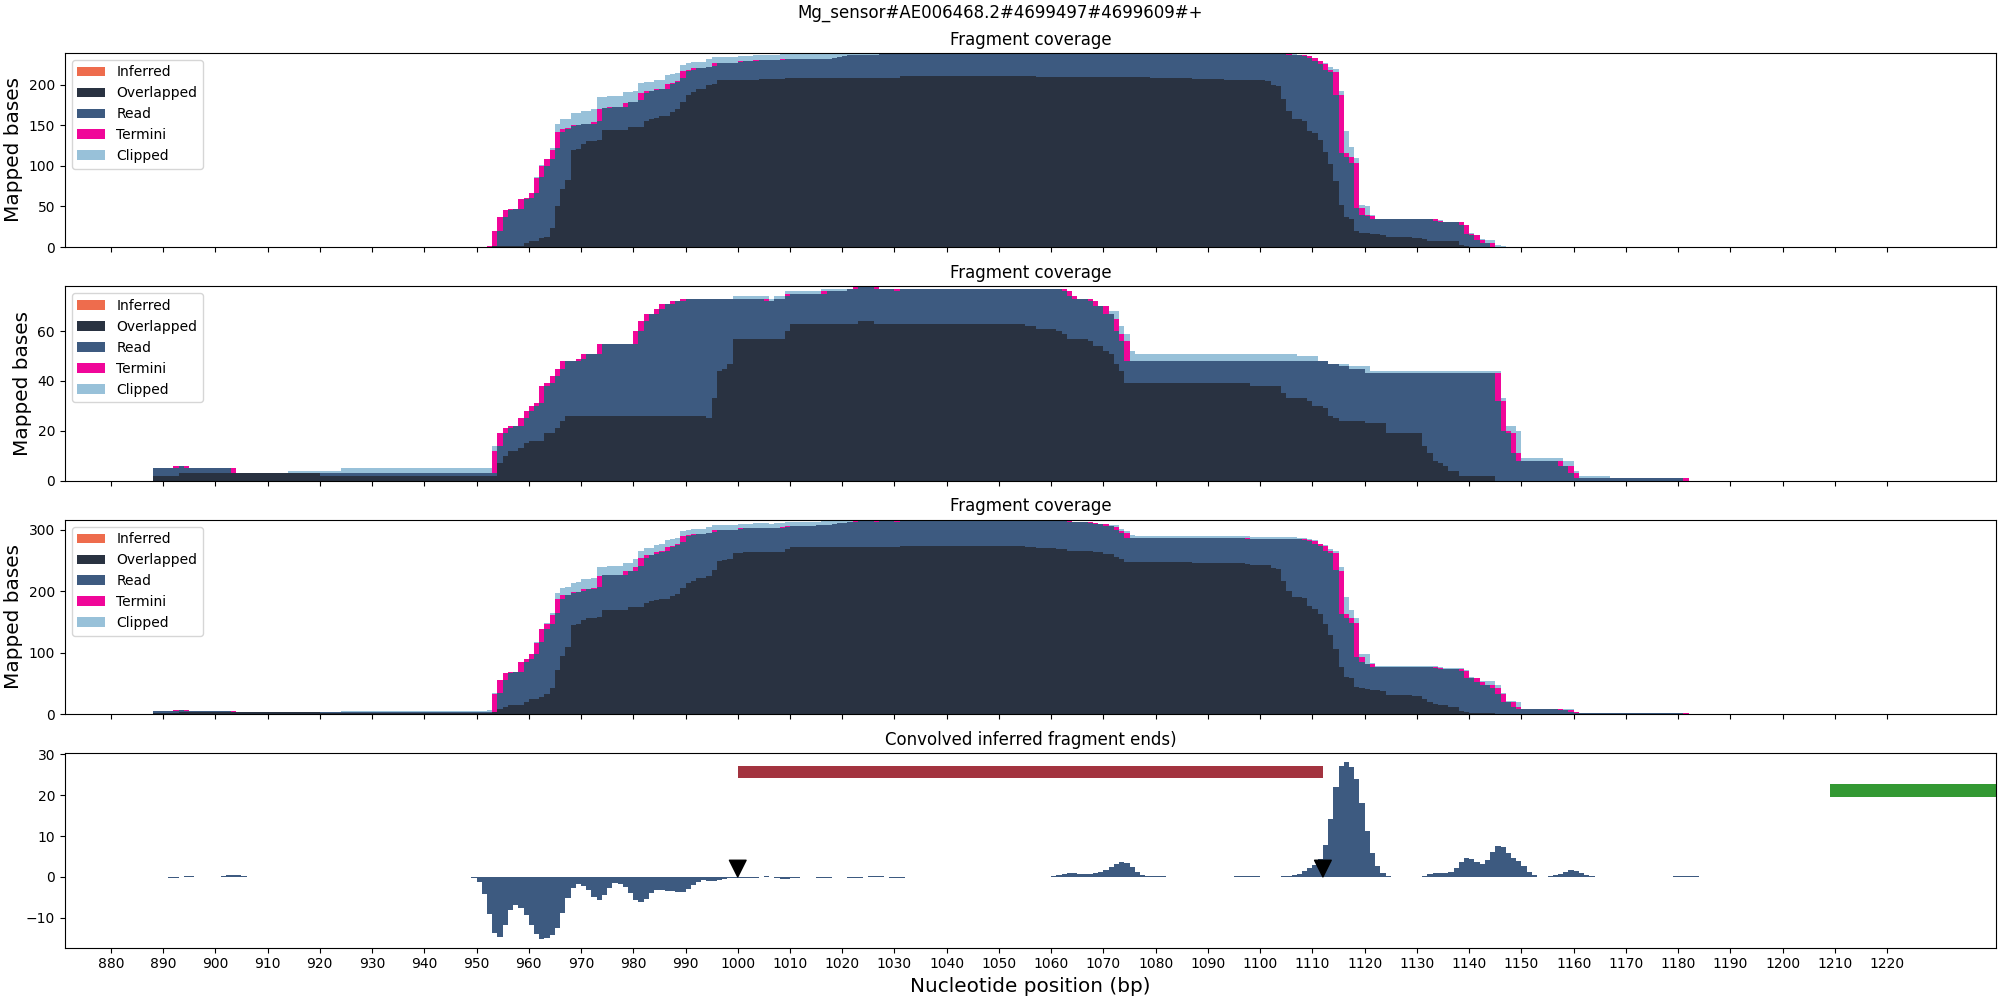 Mg_sensor#AE006468.2#4699497#4699609#+
Fragment coverage
Mapped bases
200
150
100
50
0
Inferred
Overlapped
Read
Termini
Clipped
Fragment coverage
Mapped bases
60
40
20
0
Inferred
Overlapped
Read
Termini
Clipped
Fragment coverage
Mapped bases
300
200
100
0
Inferred
Overlapped
Read
Termini
Clipped
Convolved inferred fragment ends)
30
20
10
0
−10
880 890 900 910 920 930 940 950 960 970 980 990 1000 1010 1020 1030 1040 1050 1060 1070 1080 1090 1100 1110 1120 1130 1140 1150 1160 1170 1180 1190 1200 1210 1220
Nucleotide position (bp)